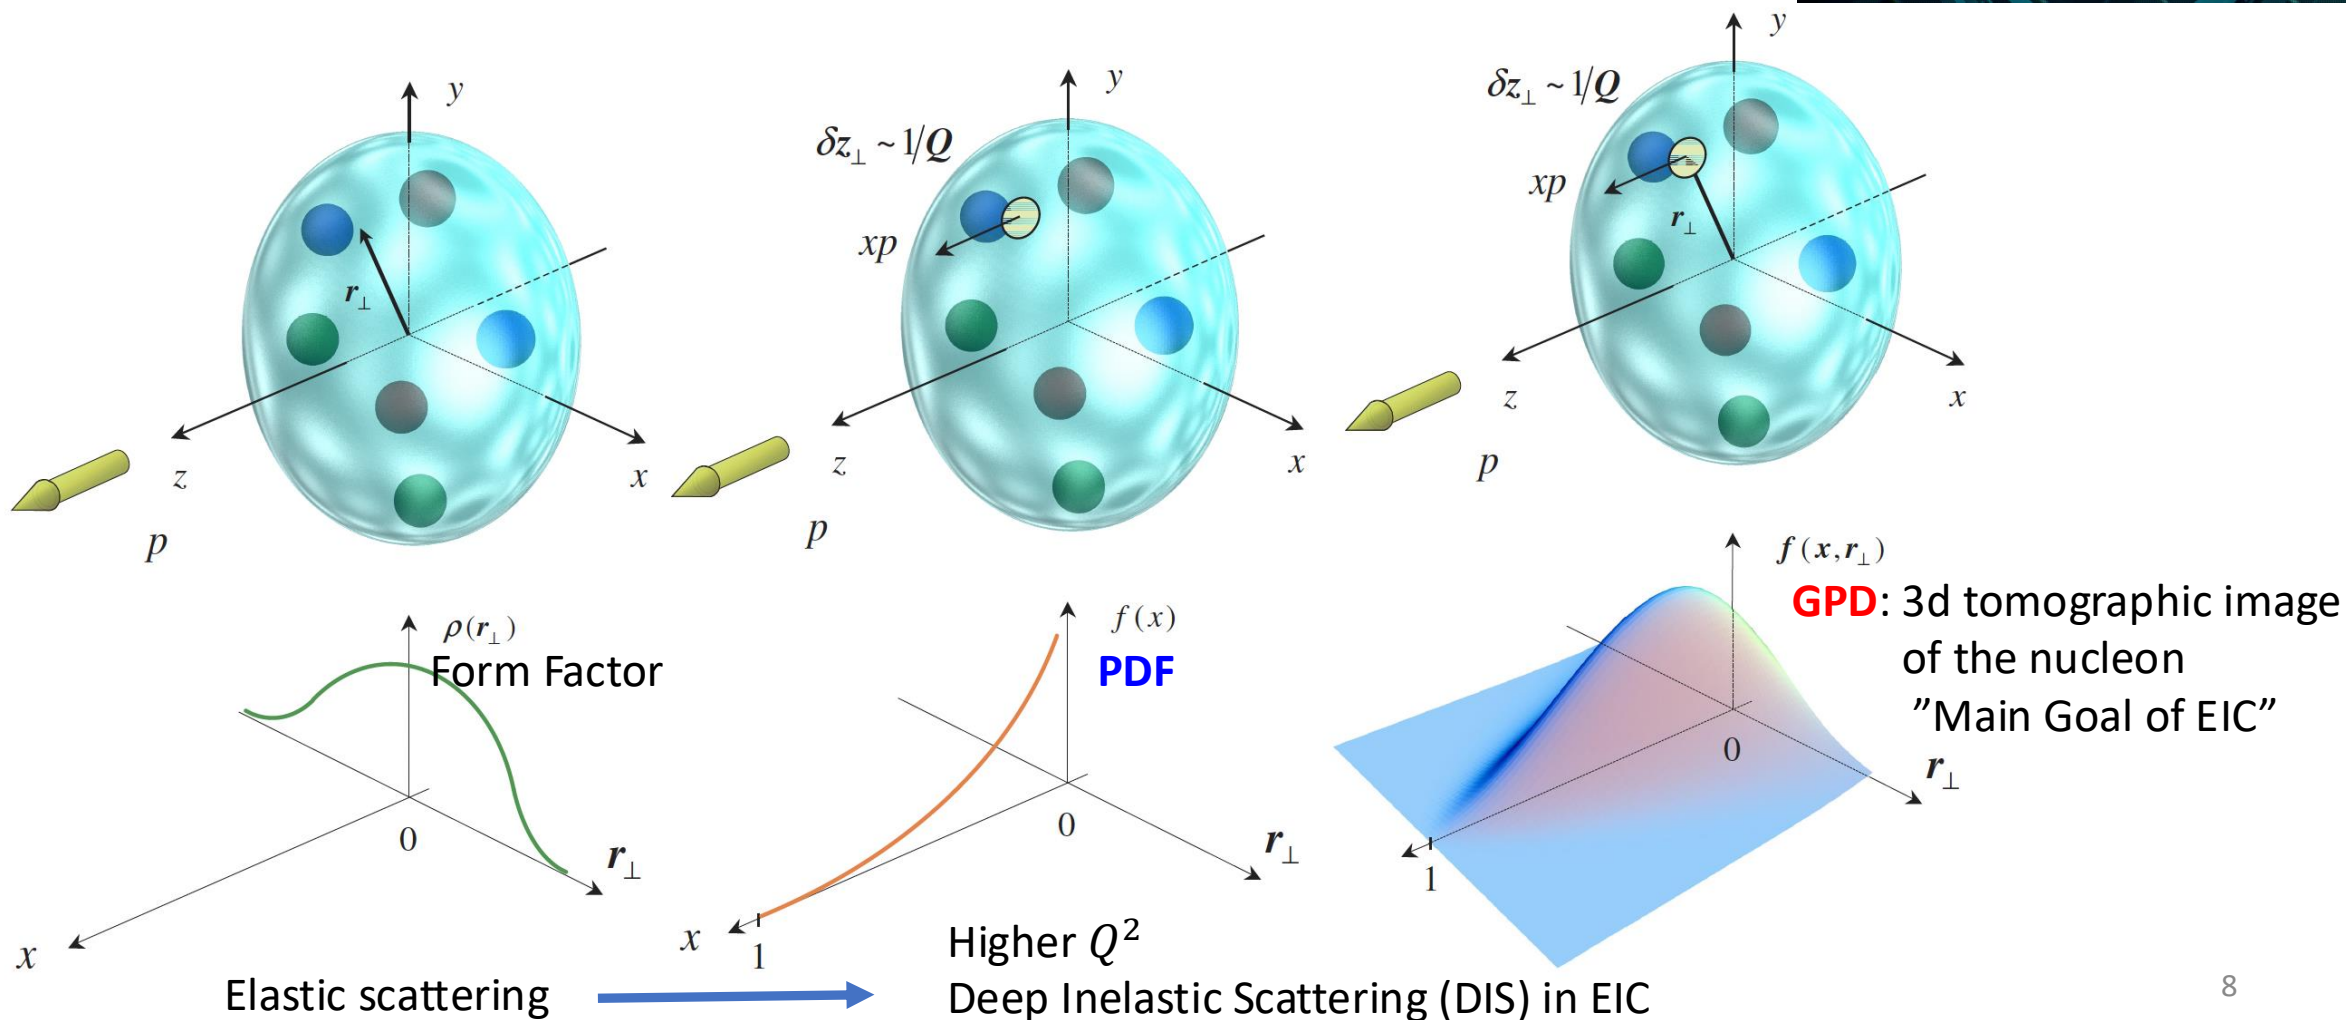 y
r⊥
z
x
p
δz⊥ ~ 1/Q
y
xp
z
x
p
δz⊥ ~ 1/Q
y
xp
r⊥
z
x
p
ρ(r⊥)
Form Factor
0
r⊥
x
f(x)
PDF
0
r⊥
x
1
f(x,r⊥)
GPD: 3d tomographic image
of the nucleon
”Main Goal of EIC”
0
r⊥
1
Elastic scattering
Higher Q²
Deep Inelastic Scattering (DIS) in EIC
8